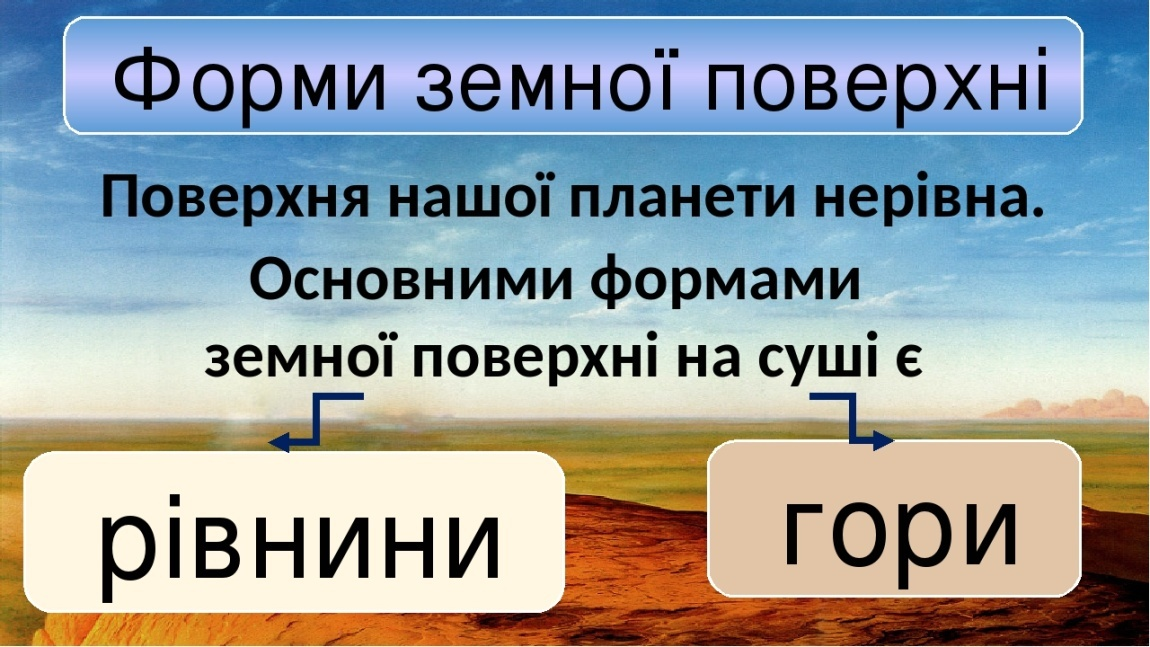 Форми земної поверхні
Поверхня нашої планети нерівна.
Основними формами
земної поверхні на суші є
рівнини
гори